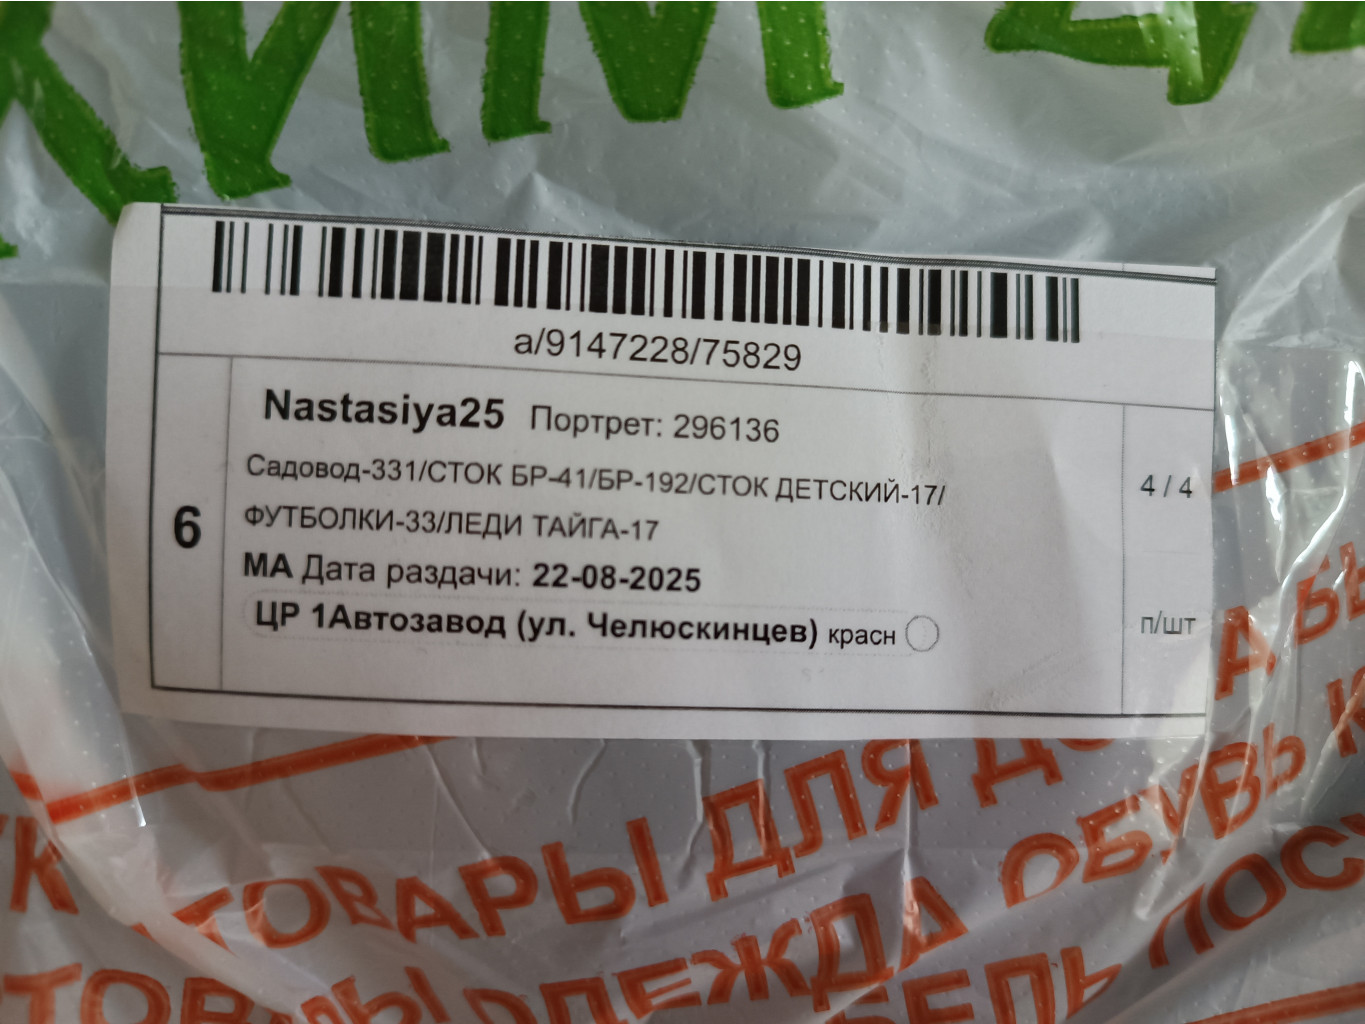 a/9147228/75829
Nastasiya25 Портрет: 296136
Садовод-331/СТОК БР-41/БР-192/СТОК ДЕТСКИЙ-17/
4 / 4
ФУТБОЛКИ-33/ЛЕДИ ТАЙГА-17
6
МА Дата раздачи: 22-08-2025
ЦР 1Автозавод (ул. Челюскинцев) красн
п/шт
ТОВАРЫ ДЛЯ
ОДЕЖДА ОБУВЬ